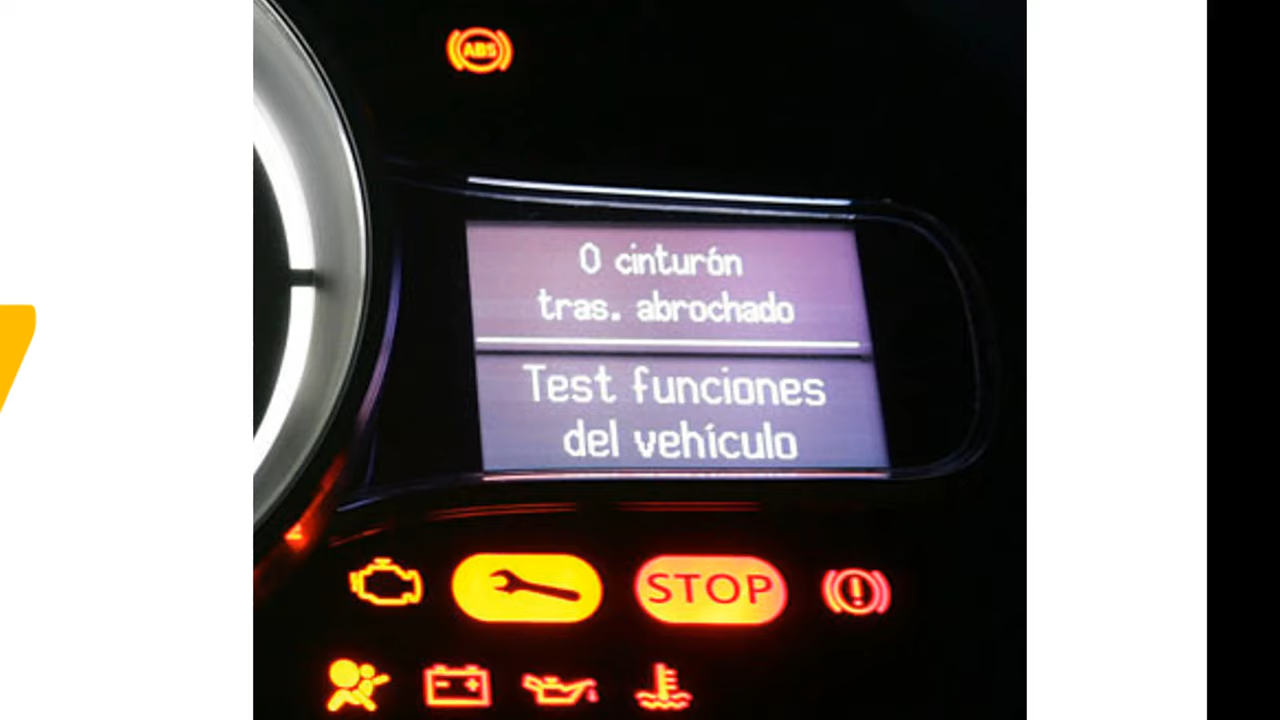 ABS
0 cinturón
tras. abrochado
Test funciones
del vehículo
STOP